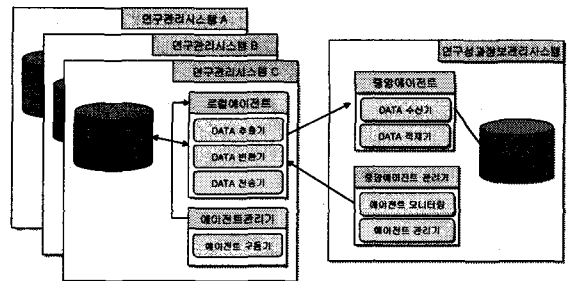 연구관리시스템 A
연구관리시스템 B
연구관리시스템 C
로컬에이전트
DATA 추출기
DATA 변환기
DATA 전송기
에이전트관리기
에이전트 구동기
연구성과정보관리시스템
중앙에이전트
DATA 수신기
DATA 적재기
중앙에이전트 관리기
에이전트 모니터링
에이전트 관리기